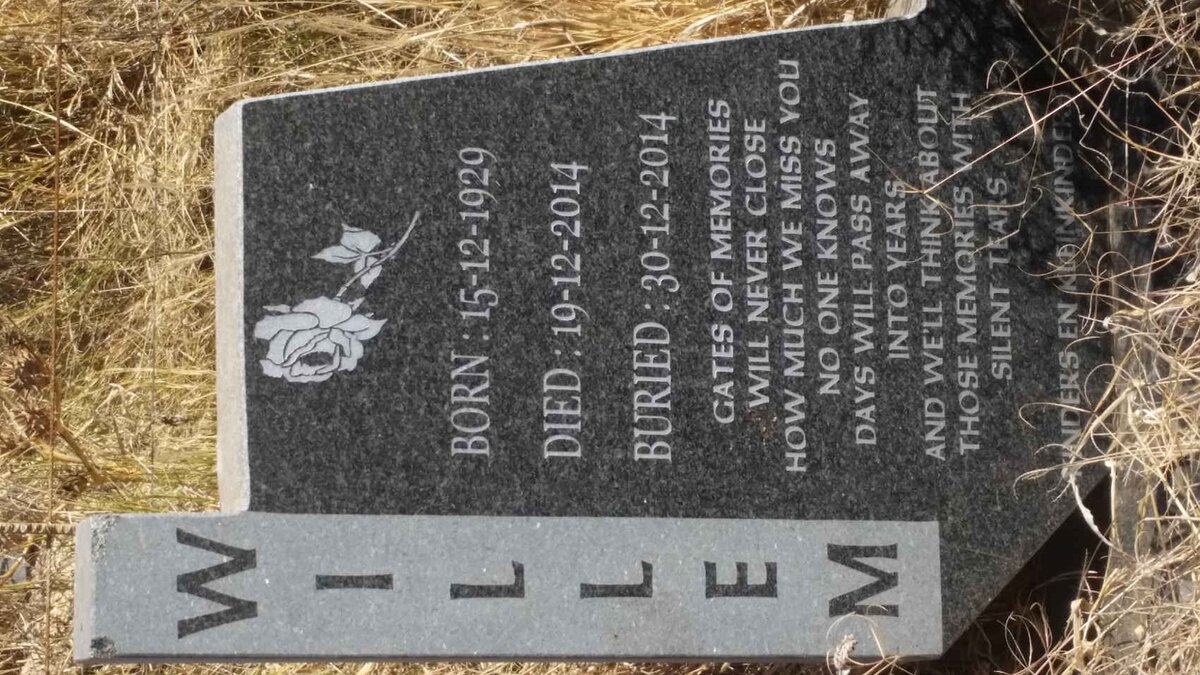 WILLEM
BORN : 15-12-1929
DIED : 19-12-2014
BURIED : 30-12-2014
GATES OF MEMORIES
WILL NEVER CLOSE
HOW MUCH WE MISS YOU
NO ONE KNOWS
DAYS WILL PASS AWAY
INTO YEARS
AND WE'LL THINK ABOUT
THOSE MEMORIES WITH
SILENT TEARS
EN